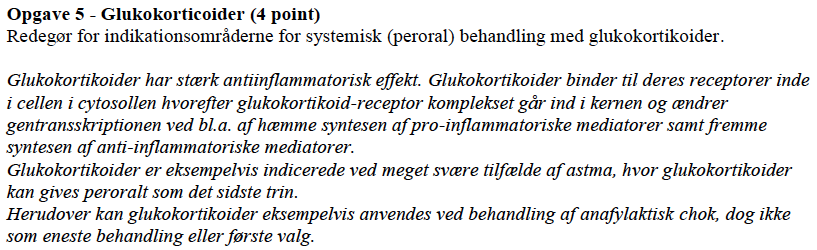 Opgave 5 - Glukokorticoider (4 point)
Redegør for indikationsområderne for systemisk (peroral) behandling med glukokortikoider.
Glukokortikoider har stærk antiinflammatorisk effekt. Glukokortikoider binder til deres receptorer inde
i cellen i cytosollen hvorefter glukokortikoid-receptor komplekset går ind i kernen og ændrer
gentransskriptionen ved bl.a. af hæmme syntesen af pro-inflammatoriske mediatorer samt fremme
syntesen af anti-inflammatoriske mediatorer.
Glukokortikoider er eksempelvis indicerede ved meget svære tilfælde af astma, hvor glukokortikoider
kan gives peroralt som det sidste trin.
Herudover kan glukokortikoider eksempelvis anvendes ved behandling af anafylaktisk chok, dog ikke
som eneste behandling eller første valg.